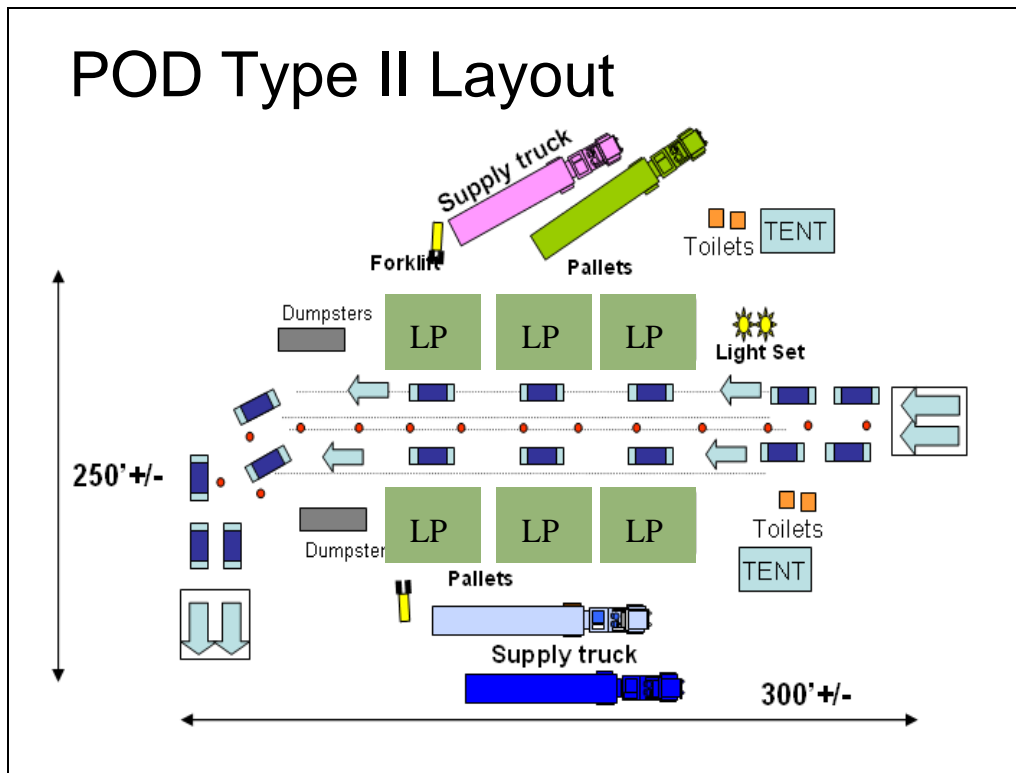 POD Type II Layout
Supply truck
Forklift
Pallets
Toilets
TENT
Dumpsters
LP
LP
LP
Light Set
250'+/-
LP
LP
LP
Dumpster
Toilets
TENT
Pallets
Supply truck
300'+/-